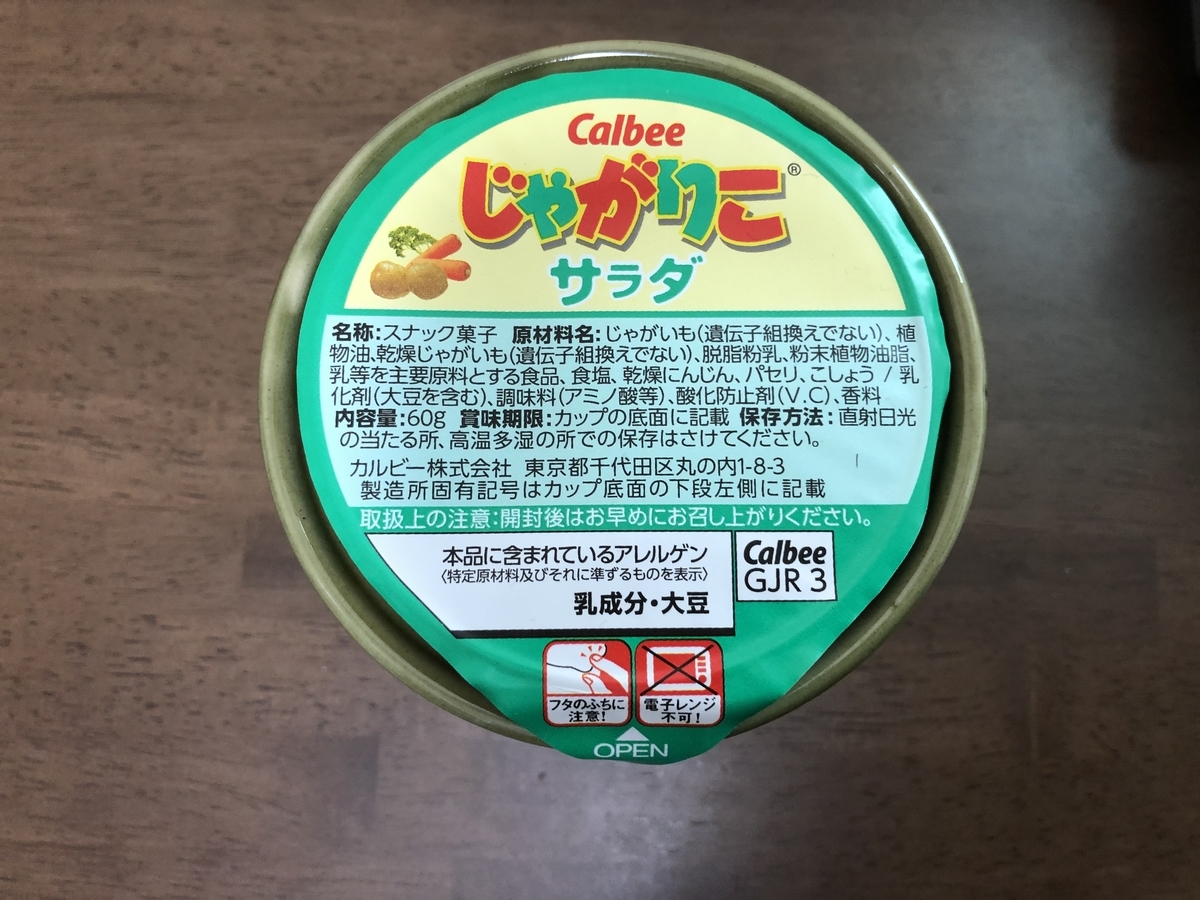 Calbee
じゃがりこ®
サラダ
名称:スナック菓子 原材料名:じゃがいも(遺伝子組換えでない)、植
物油、乾燥じゃがいも(遺伝子組換えでない)、脱脂粉乳、粉末植物油脂、
乳等を主要原料とする食品、食塩、乾燥にんじん、パセリ、こしょう / 乳
化剤(大豆を含む)、調味料(アミノ酸等)、酸化防止剤(V.C)、香料
内容量:60g 賞味期限:カップの底面に記載 保存方法:直射日光
の当たる所、高温多湿の所での保存はさけてください。
カルビー株式会社 東京都千代田区丸の内1-8-3
製造所固有記号はカップ底面の下段左側に記載
取扱上の注意:開封後はお早めにお召し上がりください。
本品に含まれているアレルゲン
〈特定原材料及びそれに準ずるものを表示〉
乳成分・大豆
Calbee
GJR 3
フタのふちに
注意!
電子レンジ
不可!
OPEN